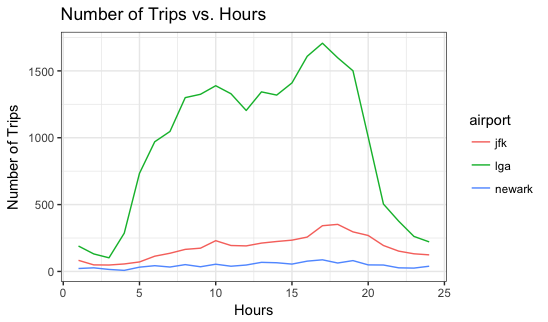 Number of Trips vs. Hours
Number of Trips
1500
1000
500
0
0
5
10
15
20
25
Hours
airport
jfk
lga
newark